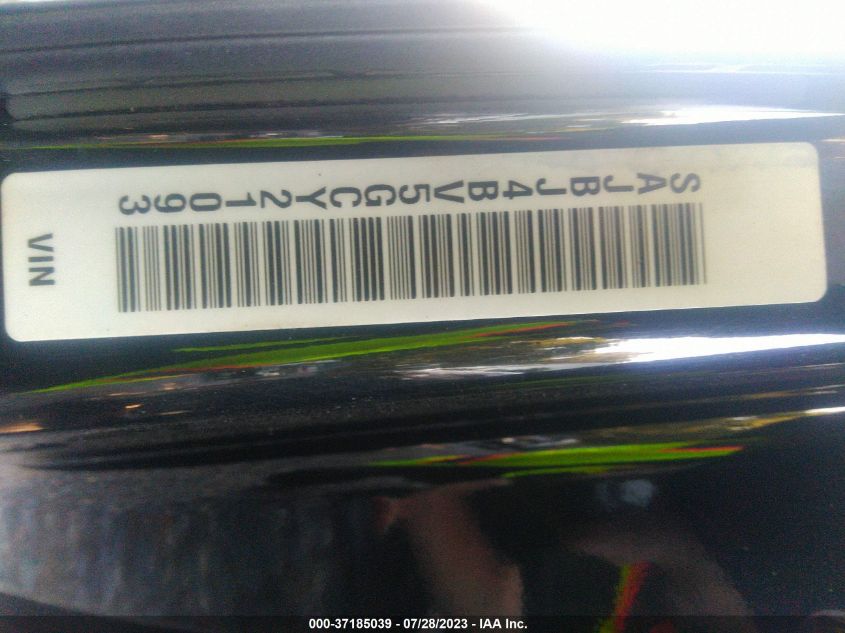 SAJBJ4BV5GCY21093
VIN
000-37185039 - 07/28/2023 - IAA Inc.